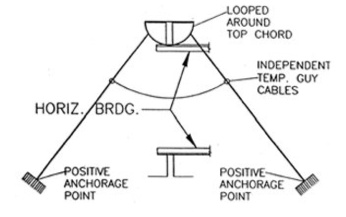 LOOPED
AROUND
TOP CHORD
INDEPENDENT
TEMP. GUY
CABLES
HORIZ. BRDG.
POSITIVE
ANCHORAGE
POINT
POSITIVE
ANCHORAGE
POINT